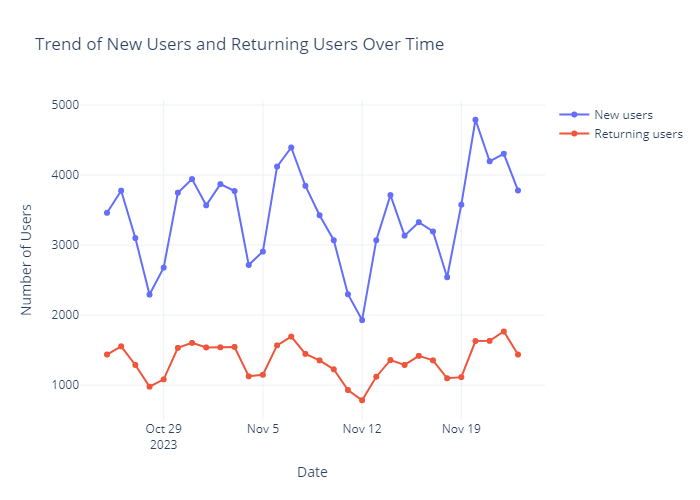 Trend of New Users and Returning Users Over Time
New users
Returning users
5000
4000
3000
2000
1000
Number of Users
Oct 29
2023
Nov 5
Nov 12
Nov 19
Date